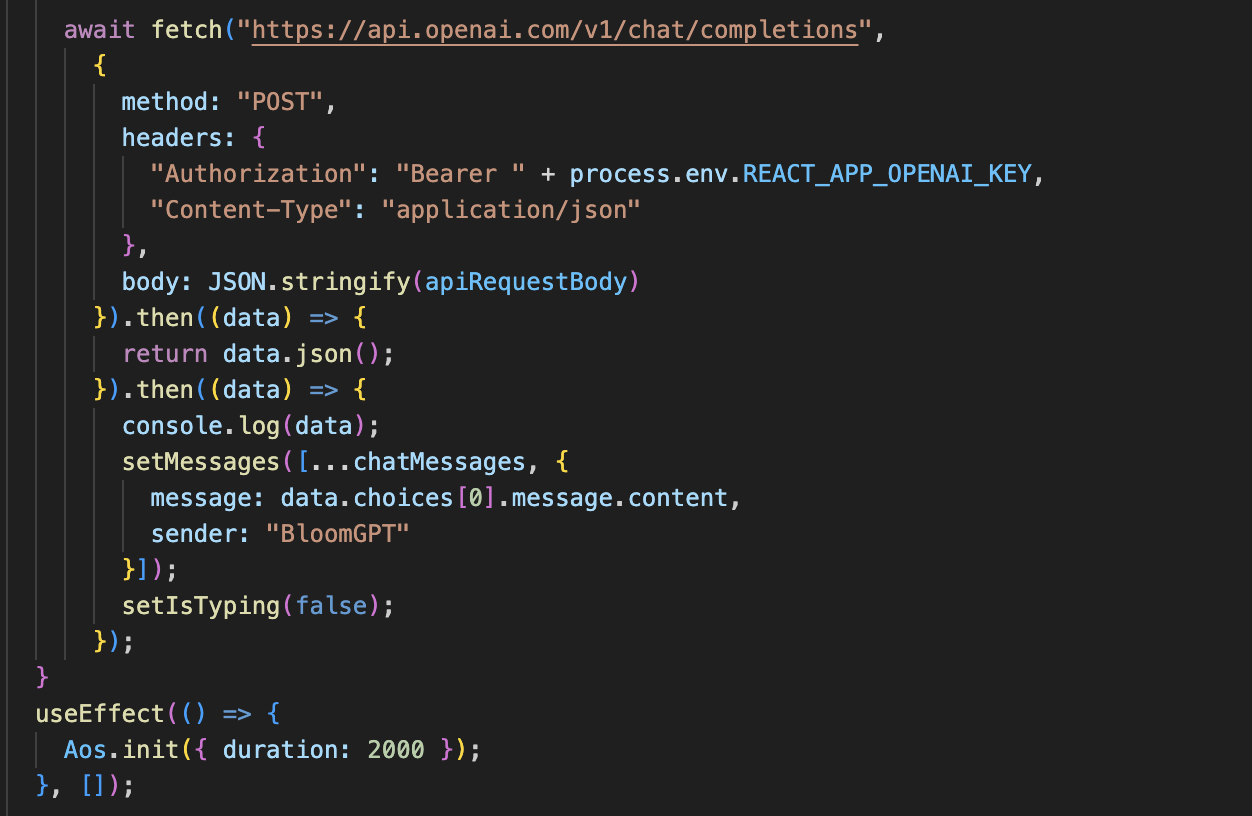 await fetch("https://api.openai.com/v1/chat/completions",
{
method: "POST",
headers: {
"Authorization": "Bearer " + process.env.REACT_APP_OPENAI_KEY,
"Content-Type": "application/json"
},
body: JSON.stringify(apiRequestBody)
}).then((data) => {
return data.json();
}).then((data) => {
console.log(data);
setMessages([...chatMessages, {
message: data.choices[0].message.content,
sender: "BloomGPT"
}]);
setIsTyping(false);
});
}
useEffect(() => {
Aos.init({ duration: 2000 });
}, []);